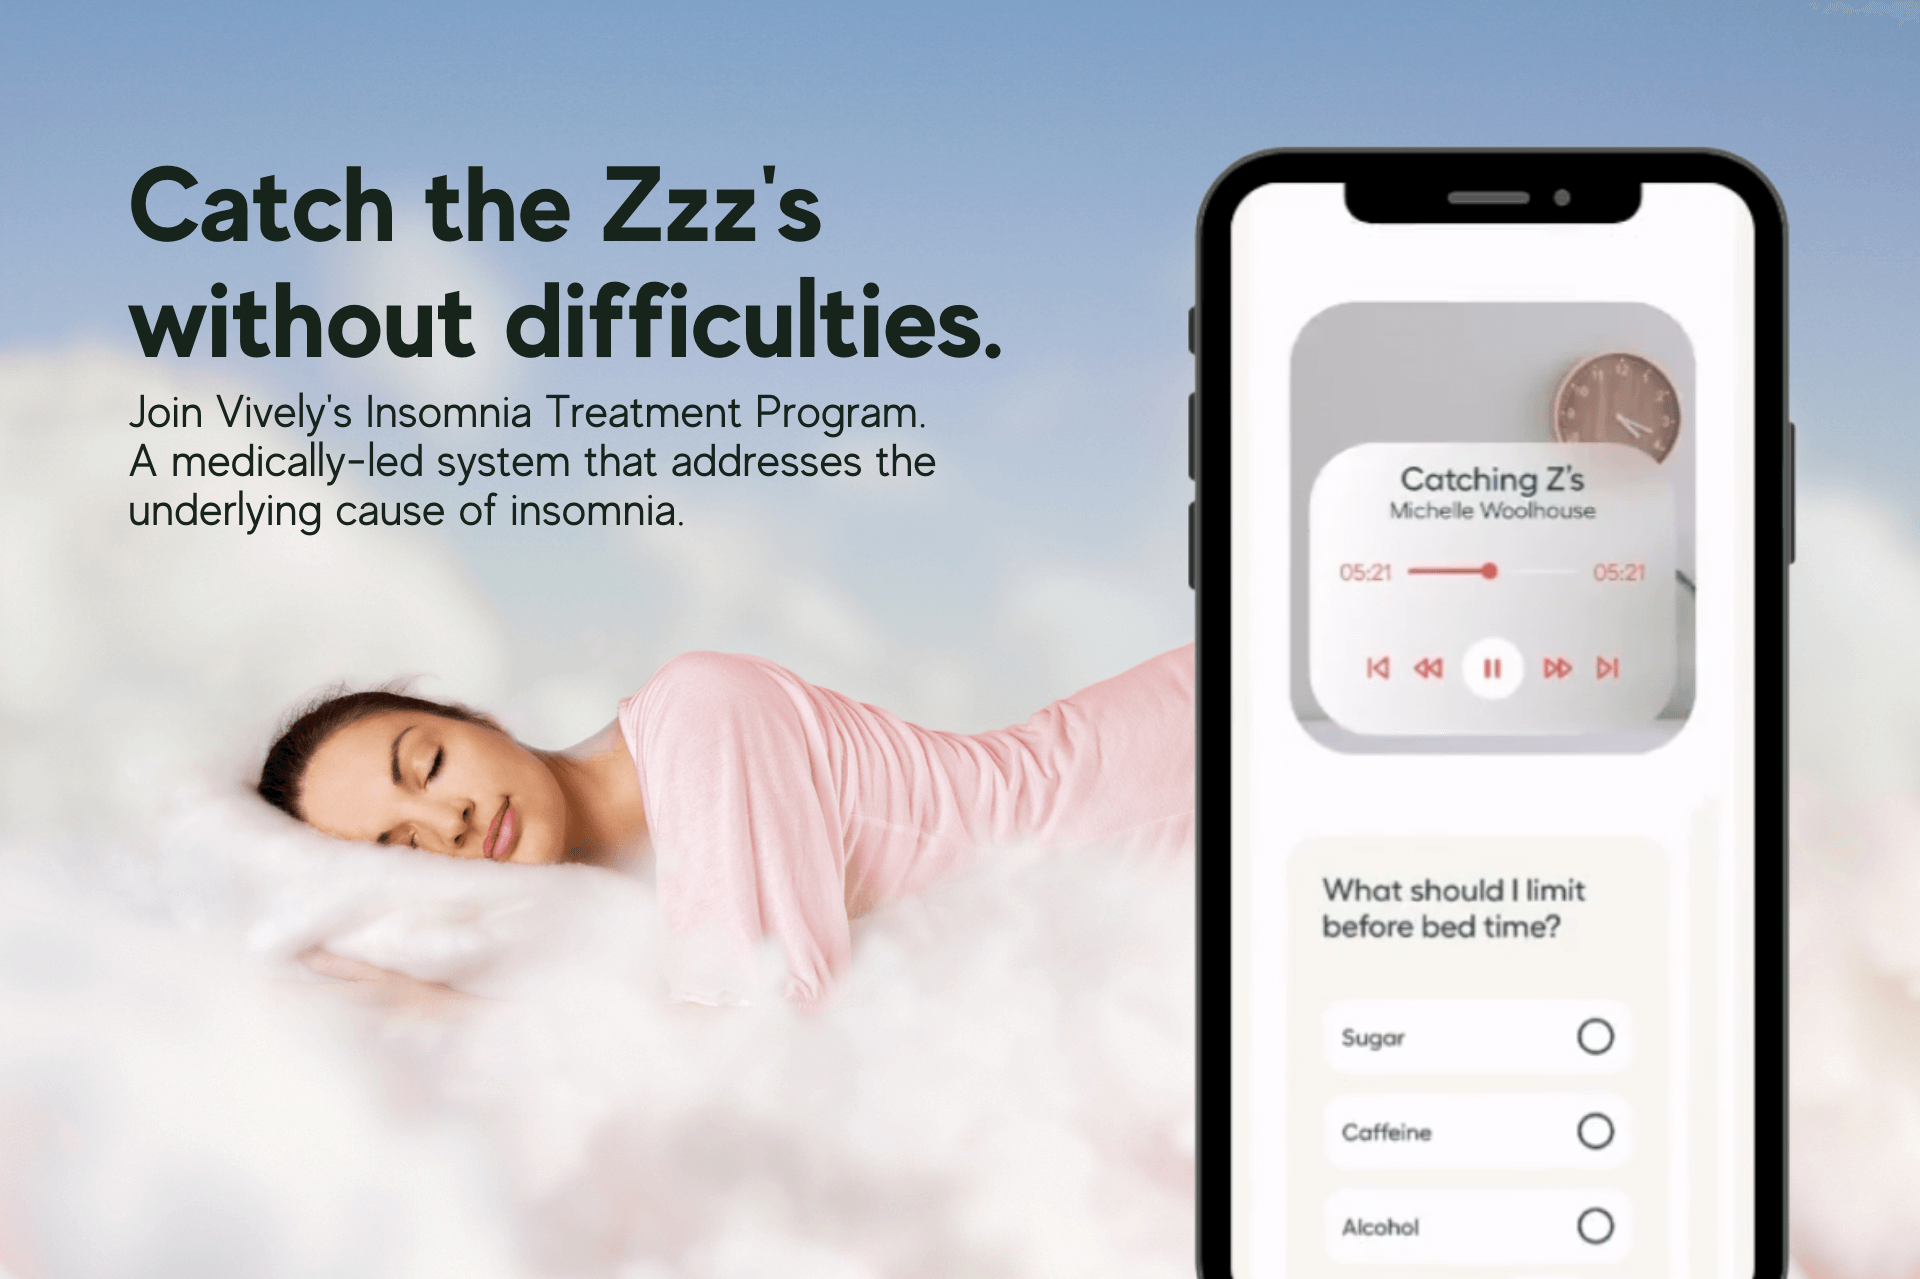 Catch the Zzz's
without difficulties.
Join Vively's Insomnia Treatment Program.
A medically-led system that addresses the
underlying cause of insomnia.
Catching Z's
Michelle Woolhouse
05:21
05:21
What should I limit
before bed time?
Sugar
Caffeine
Alcohol